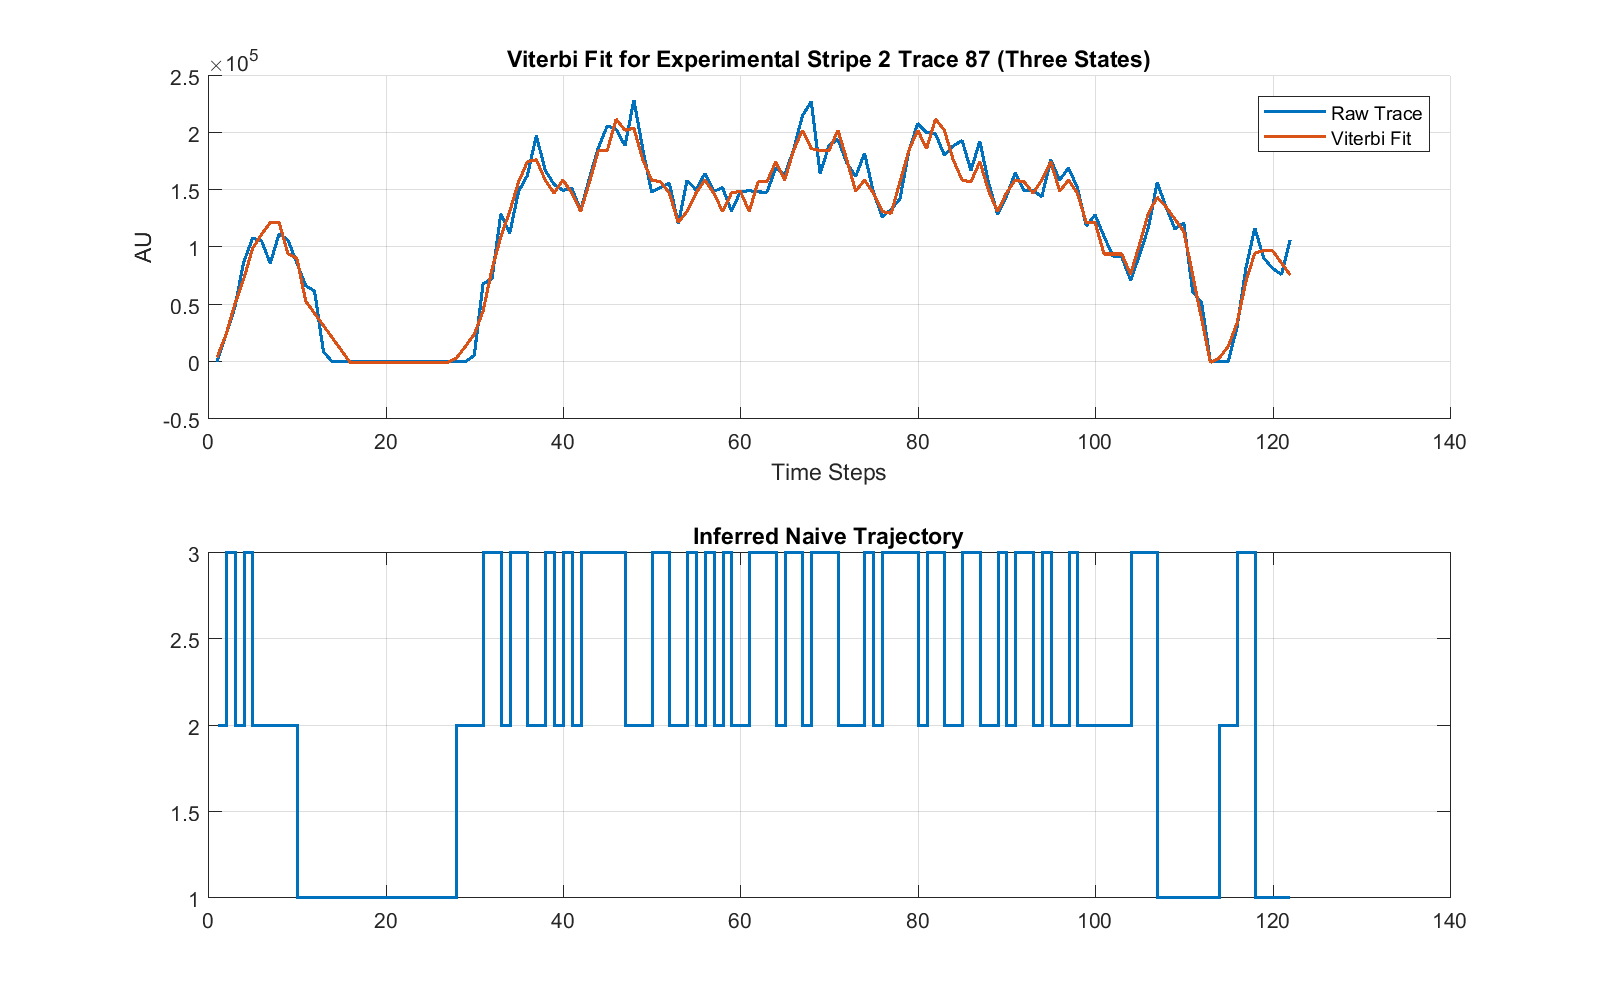 Viterbi Fit for Experimental Stripe 2 Trace 87 (Three States)
×10^5
2.5
2
1.5
1
0.5
0
-0.5
AU
Raw Trace
Viterbi Fit
0 20 40 60 80 100 120 140
Time Steps
Inferred Naive Trajectory
3
2.5
2
1.5
1
0 20 40 60 80 100 120 140